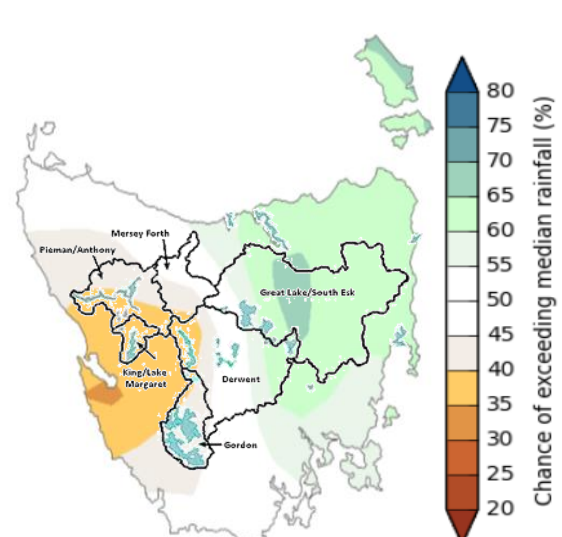 Mersey Forth
Pieman/Anthony
Great Lake/South Esk
King/Lake
Margaret
Derwent
Gordon
80
75
70
65
60
55
50
45
40
35
30
25
20
Chance of exceeding median rainfall (%)